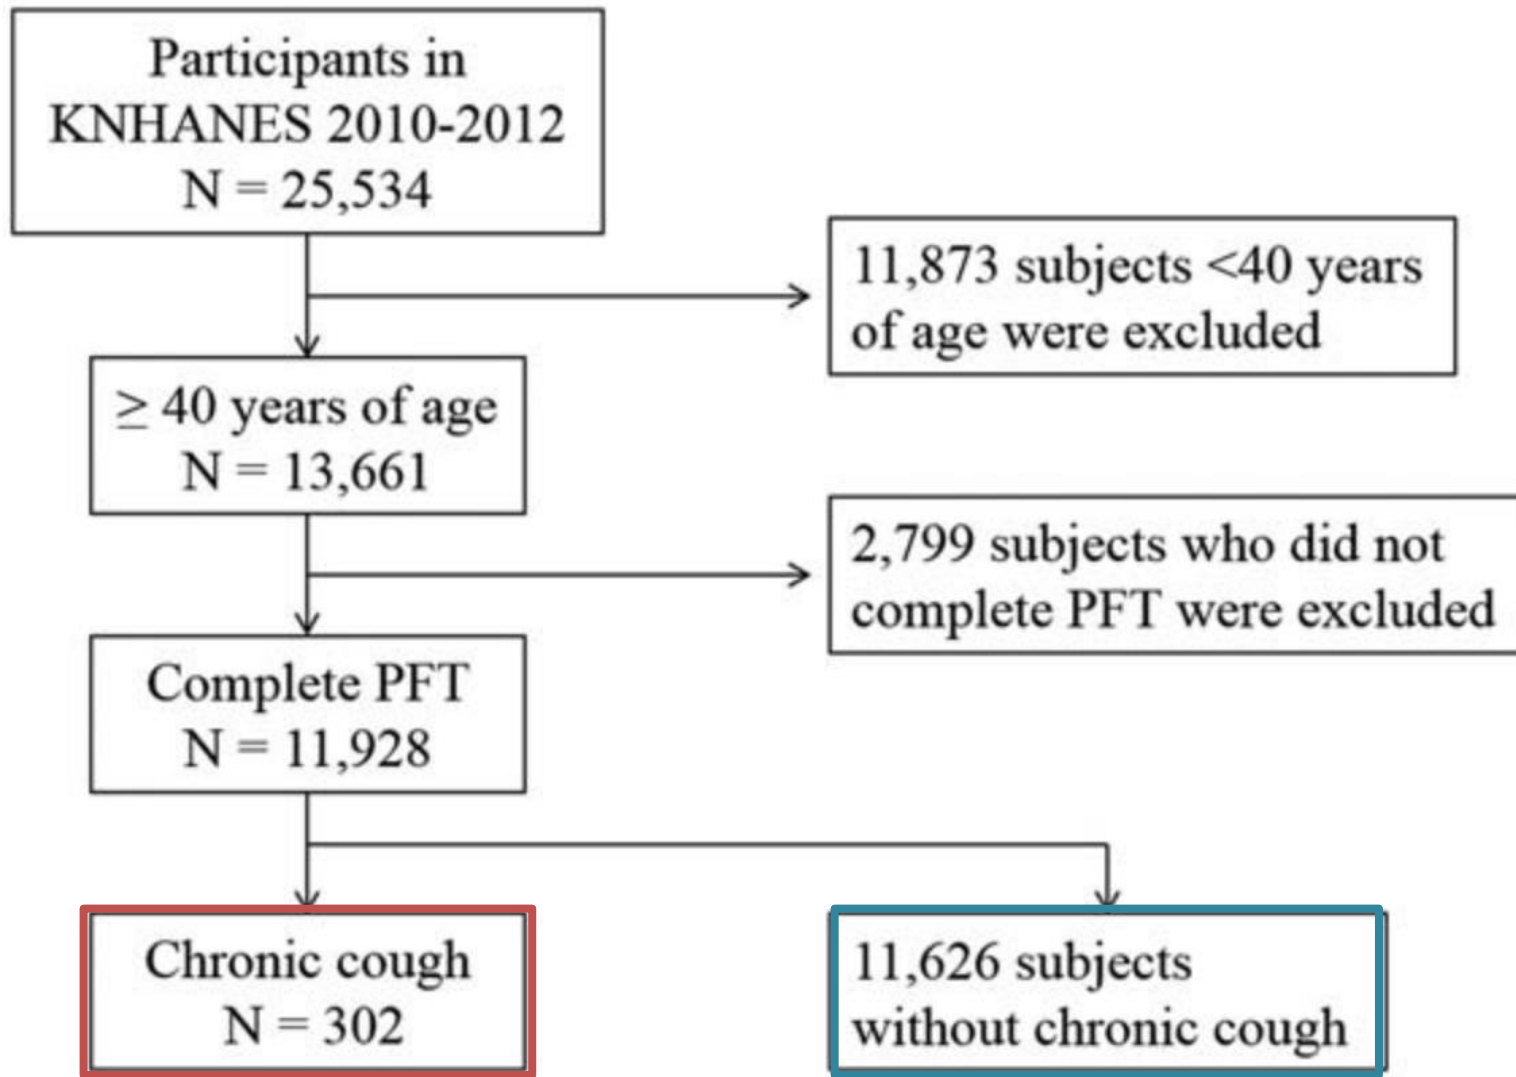 Participants in
KNHANES 2010-2012
N = 25,534
11,873 subjects <40 years
of age were excluded
≥ 40 years of age
N = 13,661
2,799 subjects who did not
complete PFT were excluded
Complete PFT
N = 11,928
Chronic cough
N = 302
11,626 subjects
without chronic cough